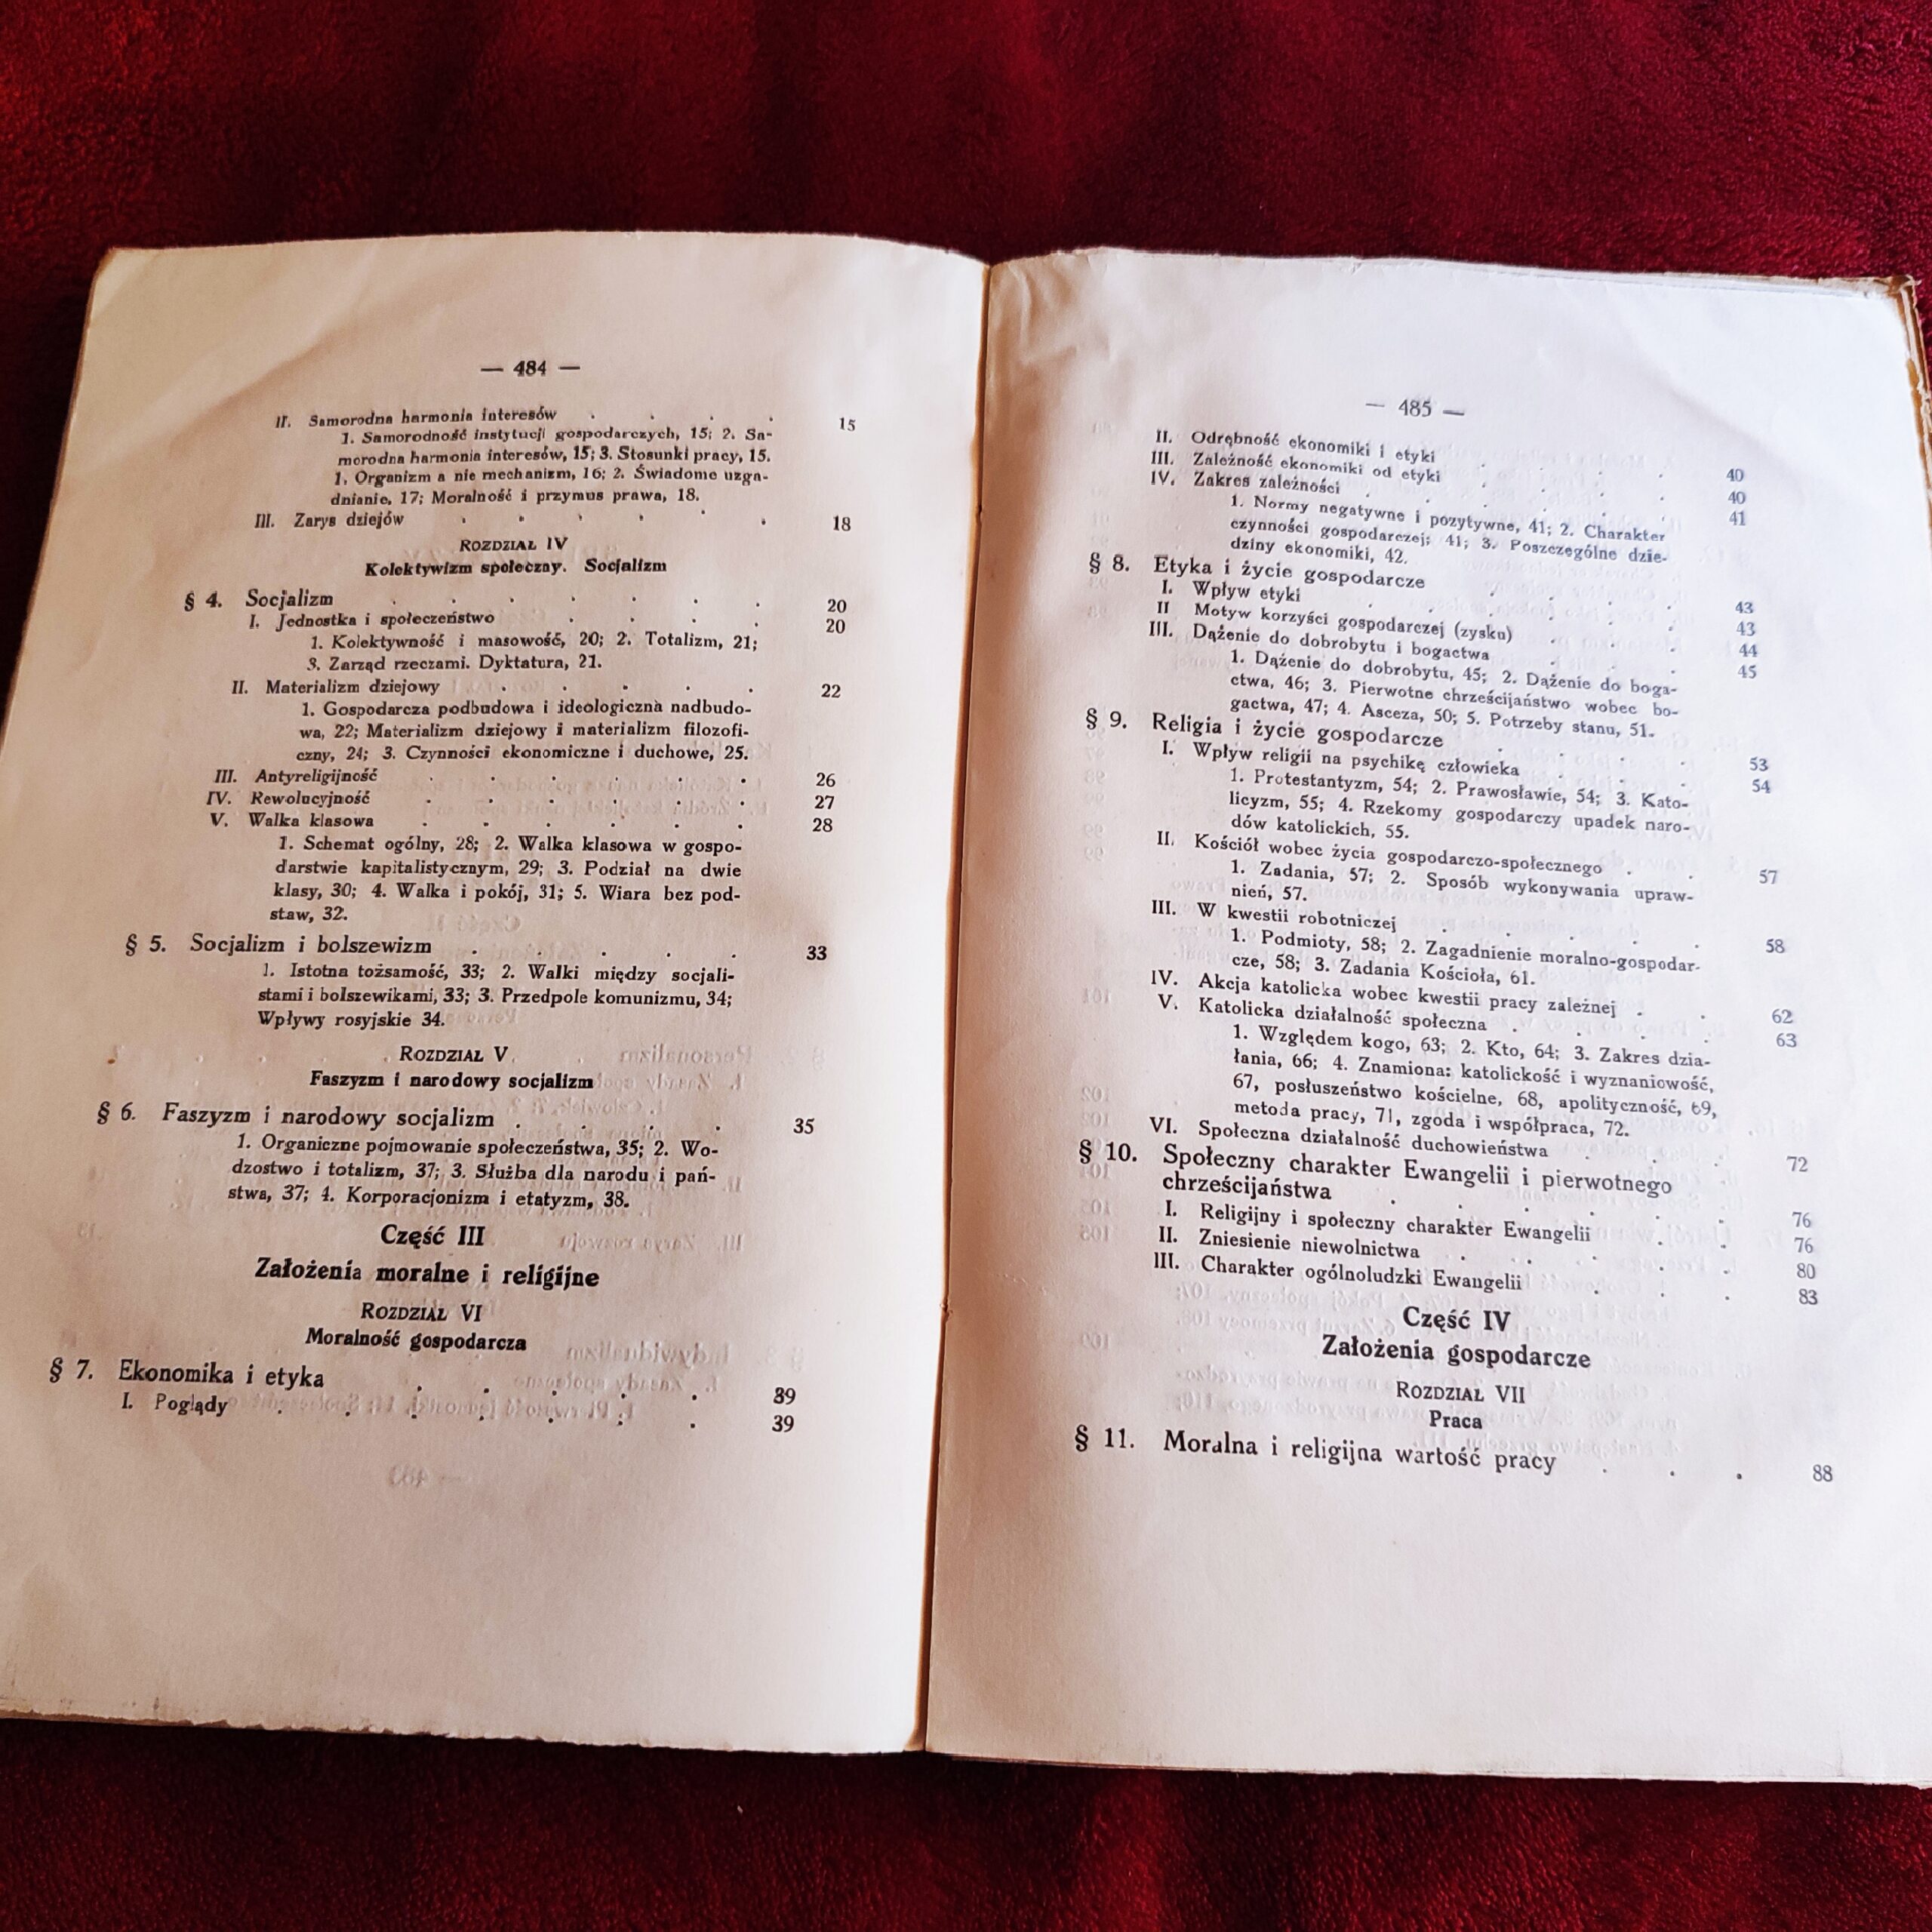 — 484 —
II. Samorodna harmonia interesów . . . . 15
1. Samorodność instytucji gospodarczych, 15; 2. Sa-
morodna harmonia interesów, 15; 3. Stosunki pracy, 15.
1. Organizm a nie mechanizm, 16; 2. Świadome uzga-
dnianie, 17; Moralność i przymus prawa, 18.
III. Zarys dziejów . . . . . . 18
ROZDZIAŁ IV
Kolektywizm społeczny. Socjalizm
§ 4. Socjalizm . . . . . . . 20
I. Jednostka i społeczeństwo . . . . 20
1. Kolektywność i masowość, 20; 2. Totalizm, 21;
3. Zarząd rzeczami. Dyktatura, 21.
II. Materializm dziejowy . . . . . 22
1. Gospodarcza podbudowa i ideologiczna nadbudo-
wa, 22; Materializm dziejowy i materializm filozofi-
czny, 24; 3. Czynności ekonomiczne i duchowe, 25.
III. Antyreligijność . . . . . . 26
IV. Rewolucyjność . . . . . . 27
V. Walka klasowa . . . . . . 28
1. Schemat ogólny, 28; 2. Walka klasowa w gospo-
darstwie kapitalistycznym, 29; 3. Podział na dwie
klasy, 30; 4. Walka i pokój, 31; 5. Wiara bez pod-
staw, 32.
§ 5. Socjalizm i bolszewizm . . . . . 33
1. Istotna tożsamość, 33; 2. Walki między socjali-
stami i bolszewikami, 33; 3. Przedpole komunizmu, 34;
Wpływy rosyjskie 34.
ROZDZIAŁ V
Faszyzm i narodowy socjalizm
§ 6. Faszyzm i narodowy socjalizm . . . . 35
1. Organiczne pojmowanie społeczeństwa, 35; 2. Wo-
dzostwo i totalizm, 37; 3. Służba dla narodu i pań-
stwa, 37; 4. Korporacjonizm i etatyzm, 38.
Część III
Założenia moralne i religijne
ROZDZIAŁ VI
Moralność gospodarcza
§ 7. Ekonomika i etyka . . . . . 39
I. Poglądy . . . . . . . 39
— 485 —
II. Odrębność ekonomiki i etyki . . . . 40
III. Zależność ekonomiki od etyki . . . . 40
IV. Zakres zależności . . . . . . 41
1. Normy negatywne i pozytywne, 41; 2. Charakter
czynności gospodarczej; 41; 3. Poszczególne dzie-
dziny ekonomiki, 42.
§ 8. Etyka i życie gospodarcze . . . . 43
I. Wpływ etyki . . . . . . 43
II Motyw korzyści gospodarczej (zysku) . . . 44
III. Dążenie do dobrobytu i bogactwa . . . 45
1. Dążenie do dobrobytu, 45; 2. Dążenie do boga-
ctwa, 46; 3. Pierwotne chrześcijaństwo wobec bo-
gactwa, 47; 4. Asceza, 50; 5. Potrzeby stanu, 51.
§ 9. Religia i życie gospodarcze . . . . 53
I. Wpływ religii na psychikę człowieka . . . 54
1. Protestantyzm, 54; 2. Prawosławie, 54; 3. Kato-
licyzm, 55; 4. Rzekomy gospodarczy upadek naro-
dów katolickich, 55.
II. Kościół wobec życia gospodarczo-społecznego . . 57
1. Zadania, 57; 2. Sposób wykonywania upraw-
nień, 57.
III. W kwestii robotniczej . . . . . 58
1. Podmioty, 58; 2. Zagadnienie moralno-gospodar-
cze, 58; 3. Zadania Kościoła, 61.
IV. Akcja katolicka wobec kwestii pracy zależnej . . 62
V. Katolicka działalność społeczna . . . . 63
1. Względem kogo, 63; 2. Kto, 64; 3. Zakres dzia-
łania, 66; 4. Znamiona: katolickość i wyznaniowość,
67, posłuszeństwo kościelne, 68, apolityczność, 69,
metoda pracy, 71, zgoda i współpraca, 72.
VI. Społeczna działalność duchowieństwa . . . 72
§ 10. Społeczny charakter Ewangelii i pierwotnego
chrześcijaństwa . . . . . . 76
I. Religijny i społeczny charakter Ewangelii . . 76
II. Zniesienie niewolnictwa . . . . . 80
III. Charakter ogólnoludzki Ewangelii . . . 83
Część IV
Założenia gospodarcze
ROZDZIAŁ VII
Praca
§ 11. Moralna i religijna wartość pracy . . . 88